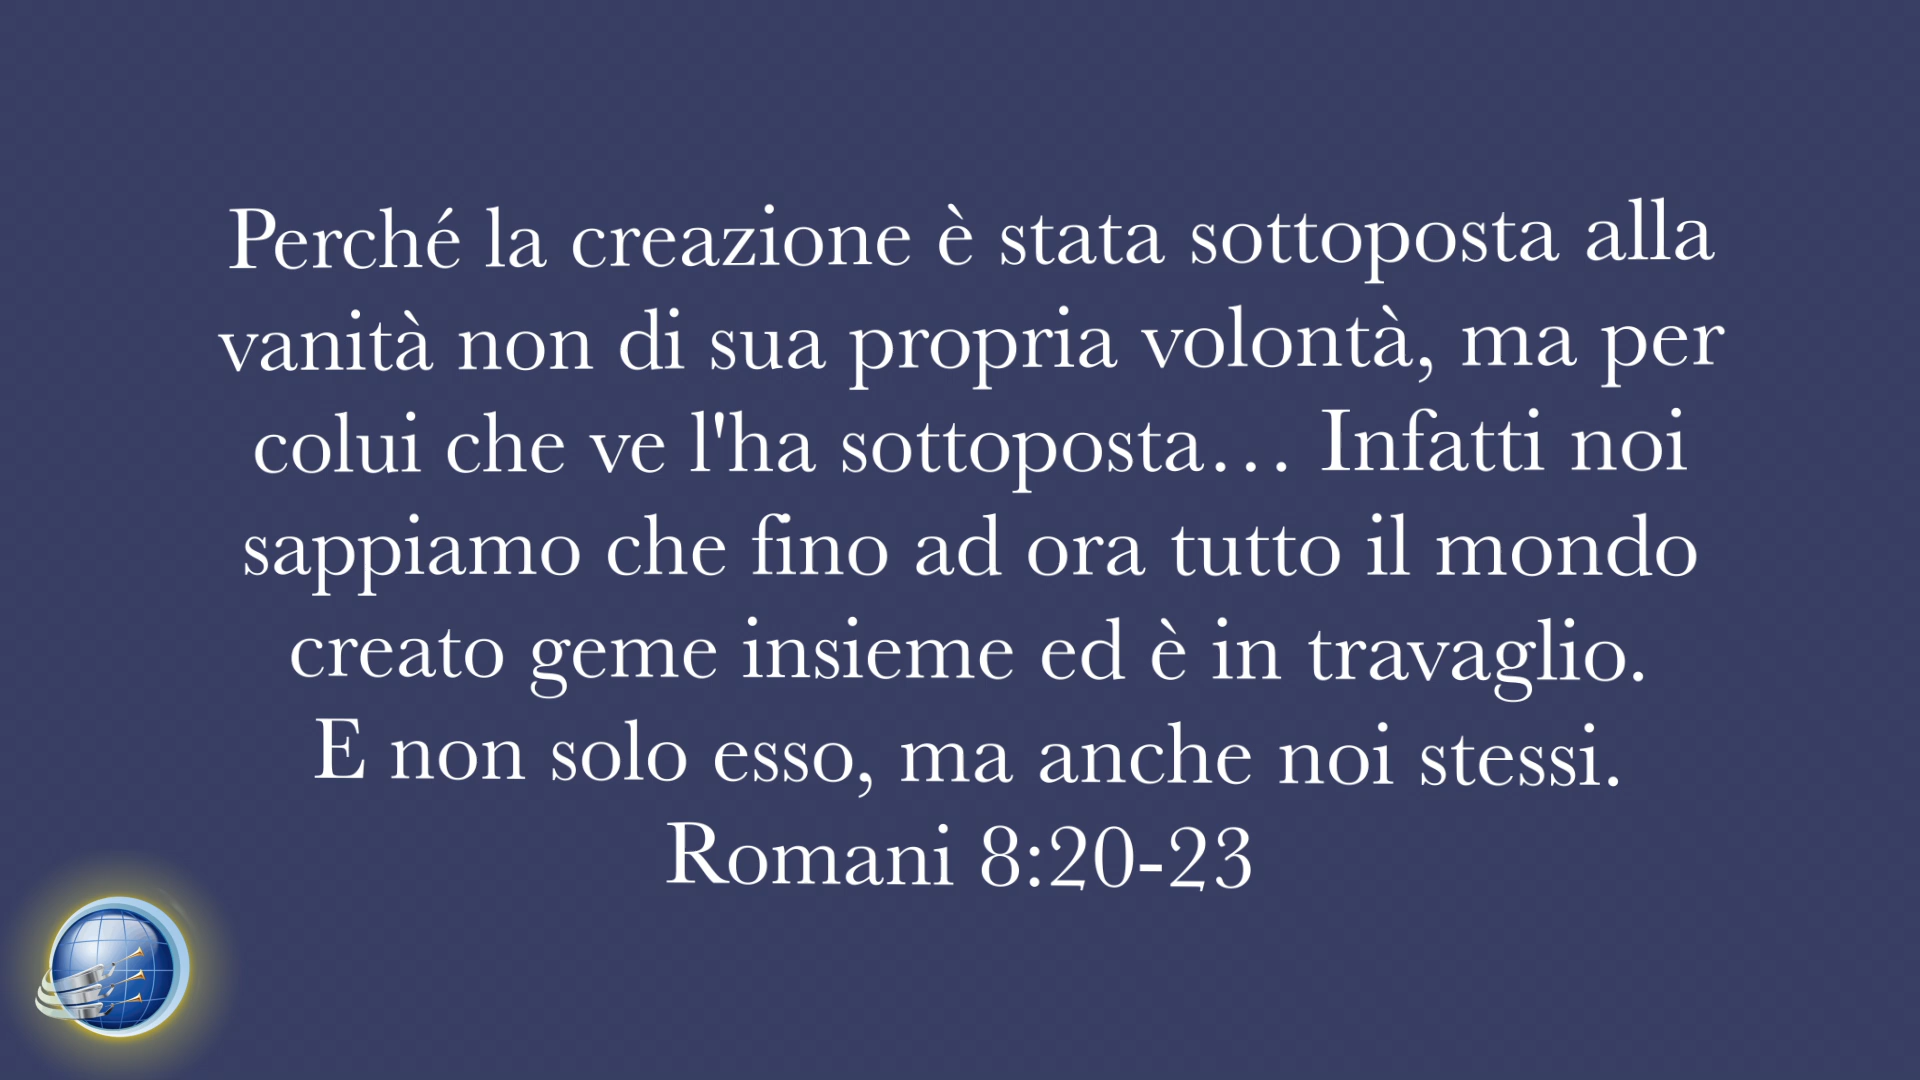 Perché la creazione è stata sottoposta alla
vanità non di sua propria volontà, ma per
colui che ve l'ha sottoposta… Infatti noi
sappiamo che fino ad ora tutto il mondo
creato geme insieme ed è in travaglio.
E non solo esso, ma anche noi stessi.
Romani 8:20-23